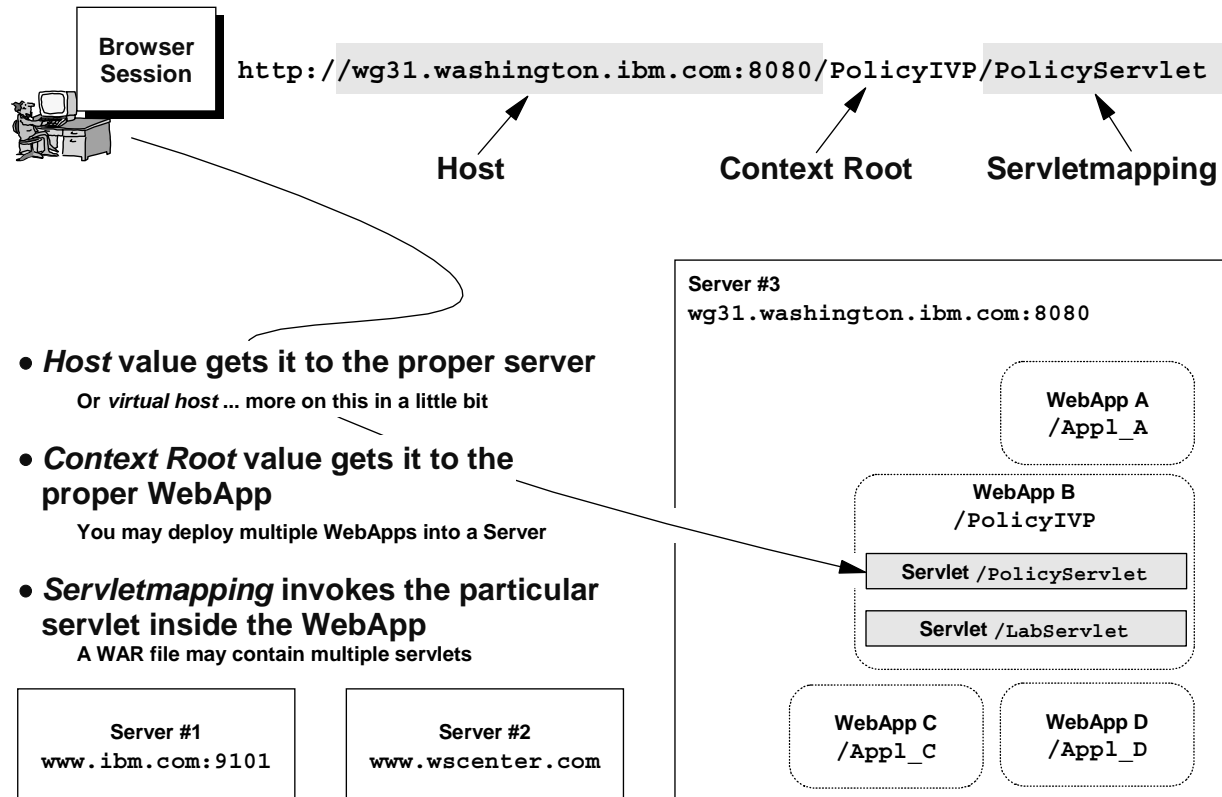 Browser
Session
http://wg31.washington.ibm.com:8080/PolicyIVP/PolicyServlet
Host
Context Root
Servletmapping
• Host value gets it to the proper server
Or virtual host ... more on this in a little bit
• Context Root value gets it to the
proper WebApp
You may deploy multiple WebApps into a Server
• Servletmapping invokes the particular
servlet inside the WebApp
A WAR file may contain multiple servlets
Server #1
www.ibm.com:9101
Server #2
www.wscenter.com
Server #3
wg31.washington.ibm.com:8080
WebApp A
/Appl_A
WebApp B
/PolicyIVP
Servlet /PolicyServlet
Servlet /LabServlet
WebApp C
/Appl_C
WebApp D
/Appl_D